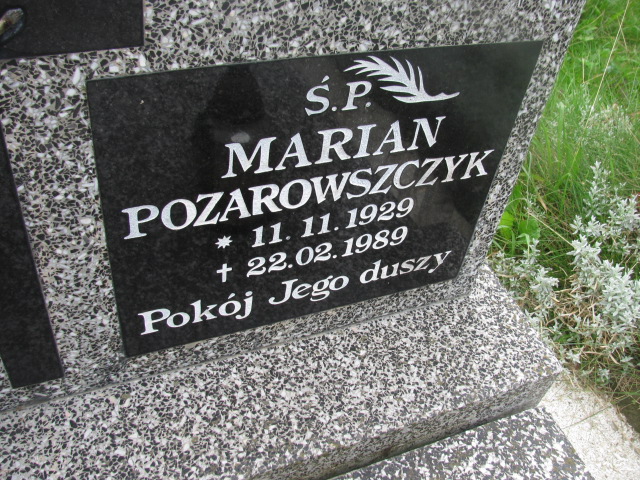 Ś.P.
MARIAN
POZAROWSZCZYK
* 11.11.1929
† 22.02.1989
Pokój Jego duszy